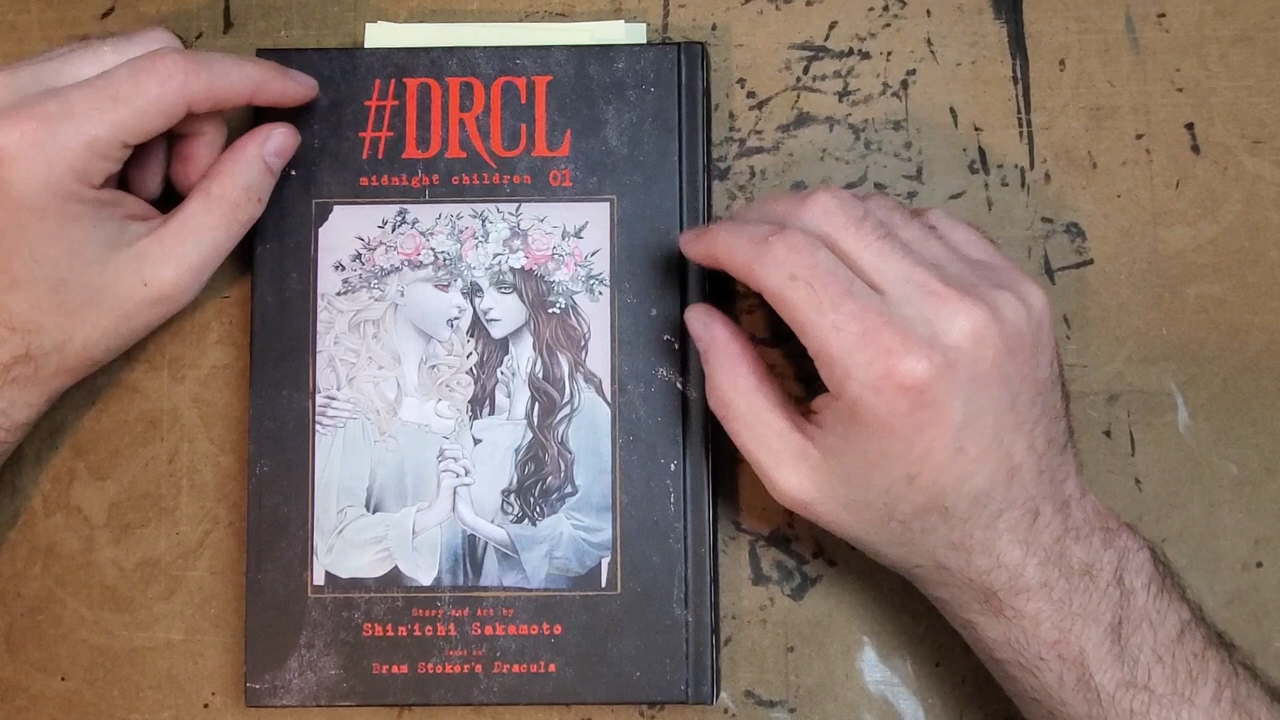 #DRCL
midnight children 01
Story and Art by
Shin'ichi Sakamoto
Based on
Bram Stoker's Dracula